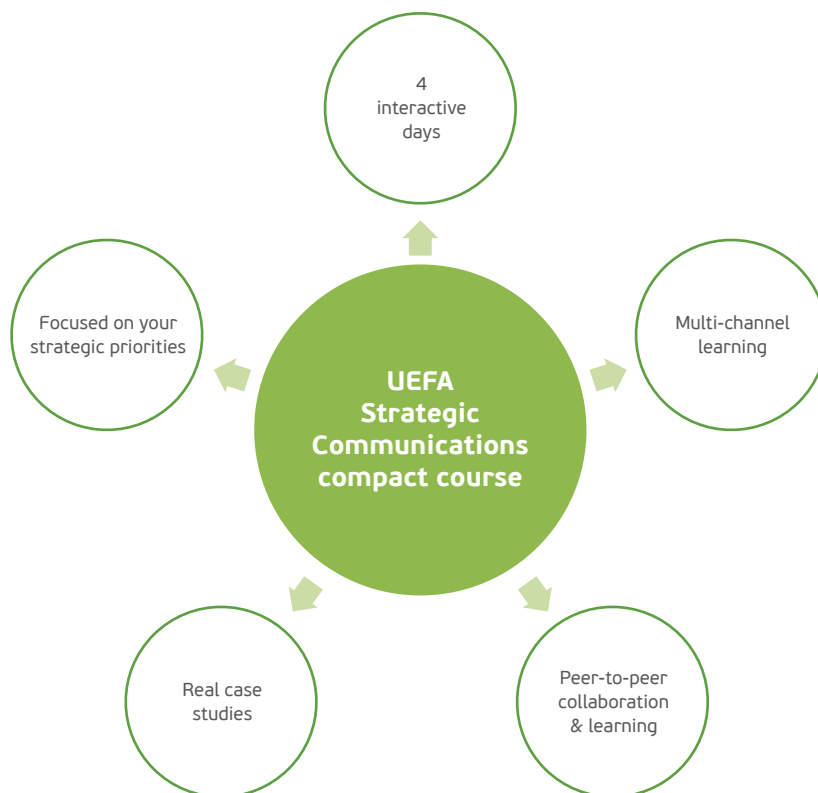 4
interactive
days
Focused on your
strategic priorities
Multi-channel
learning
UEFA
Strategic
Communications
compact course
Real case
studies
Peer-to-peer
collaboration
& learning